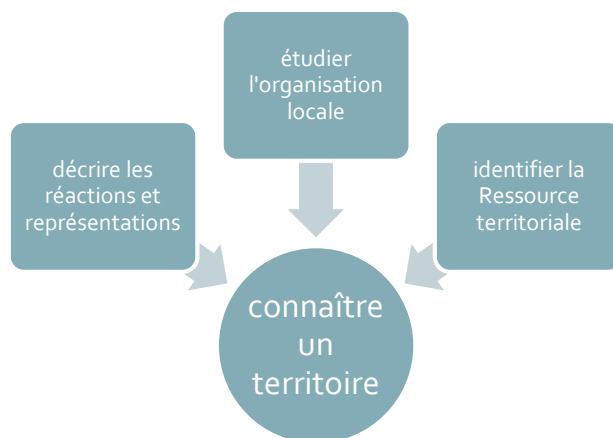 étudier
l'organisation
locale
décrire les
réactions et
représentations
identifier la
Ressource
territoriale
connaître
un
territoire